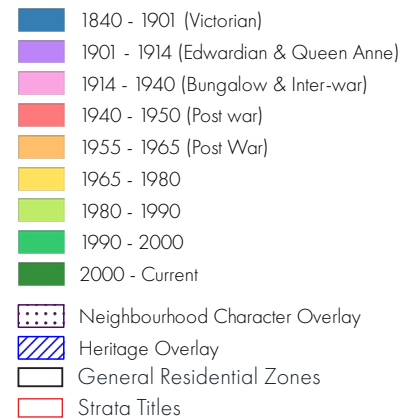 1840 - 1901 (Victorian)
1901 - 1914 (Edwardian & Queen Anne)
1914 - 1940 (Bungalow & Inter-war)
1940 - 1950 (Post war)
1955 - 1965 (Post War)
1965 - 1980
1980 - 1990
1990 - 2000
2000 - Current
Neighbourhood Character Overlay
Heritage Overlay
General Residential Zones
Strata Titles